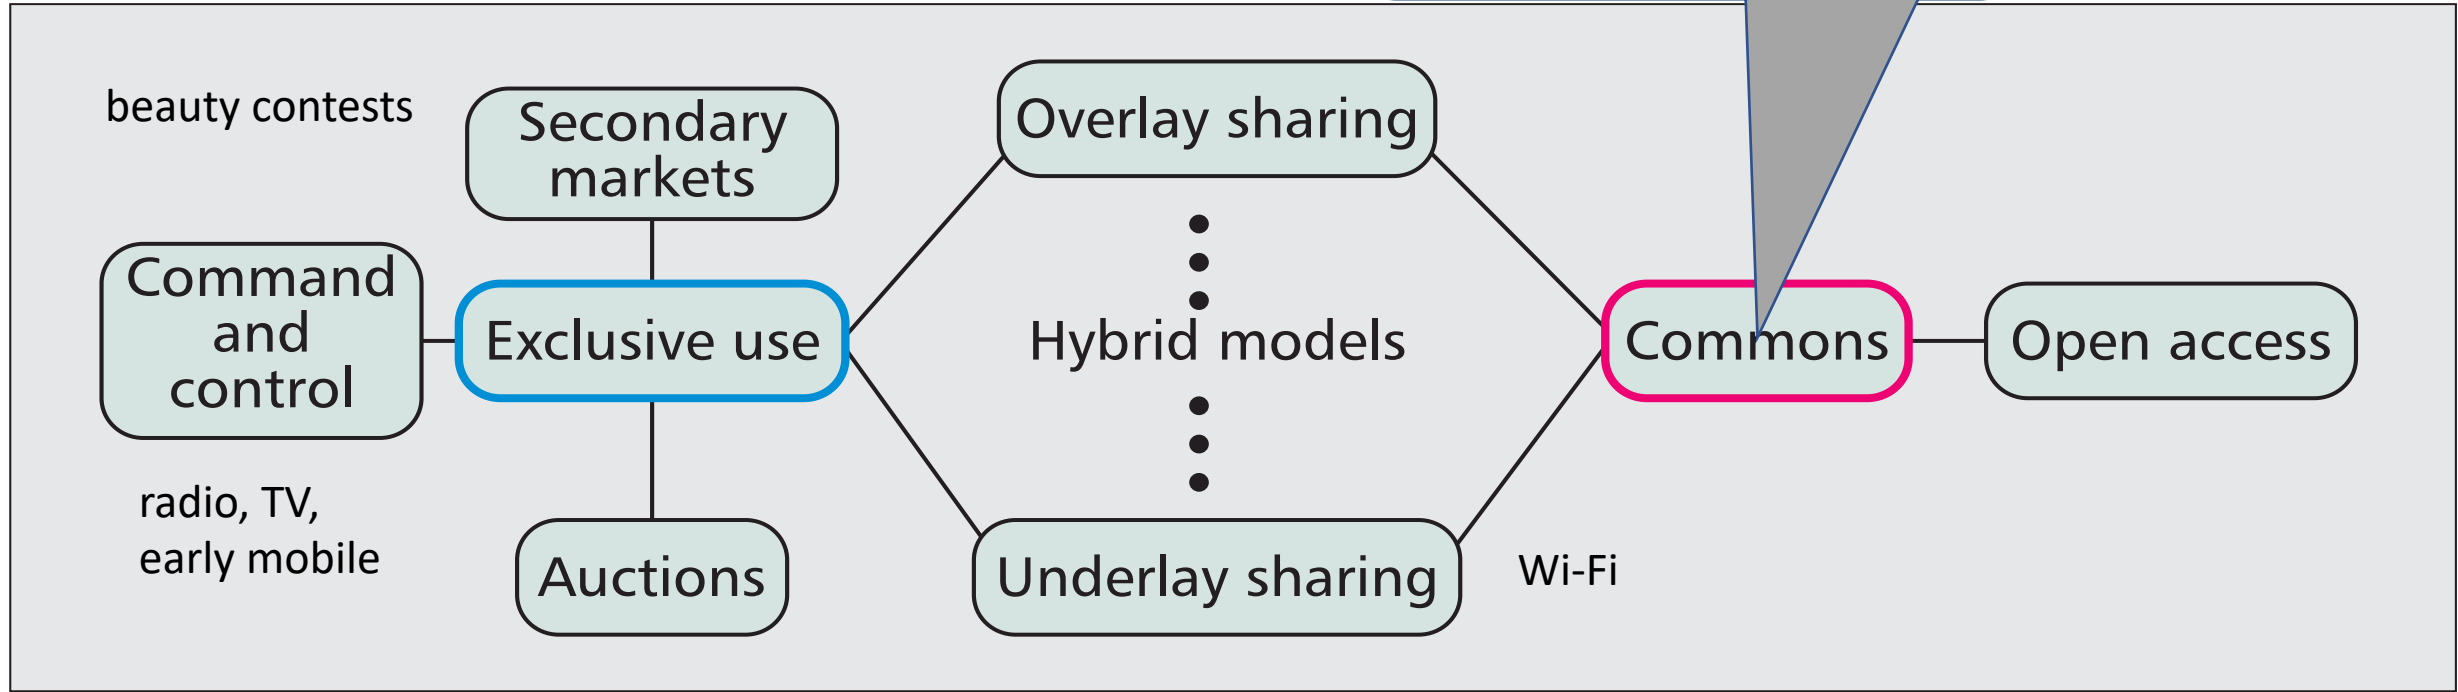 beauty contests
Secondary
markets
Overlay sharing
Command
and
control
Exclusive use
Hybrid models
Commons
Open access
radio, TV,
early mobile
Auctions
Underlay sharing
Wi-Fi